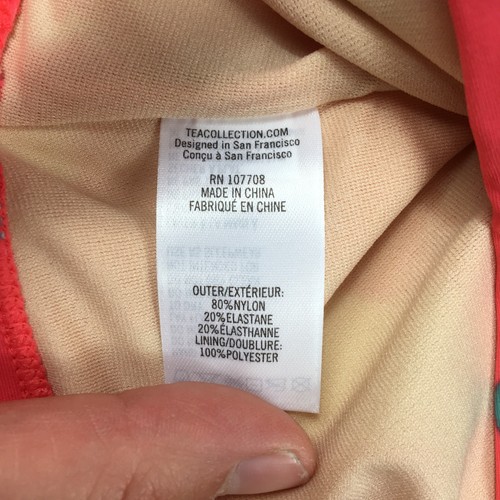 TEACOLLECTION.COM
Designed in San Francisco
Conçu à San Francisco
RN 107708
MADE IN CHINA
FABRIQUÉ EN CHINE
OUTER/EXTÉRIEUR:
80%NYLON
20%ELASTANE
20%ÉLASTHANNE
LINING/DOUBLURE:
100%POLYESTER